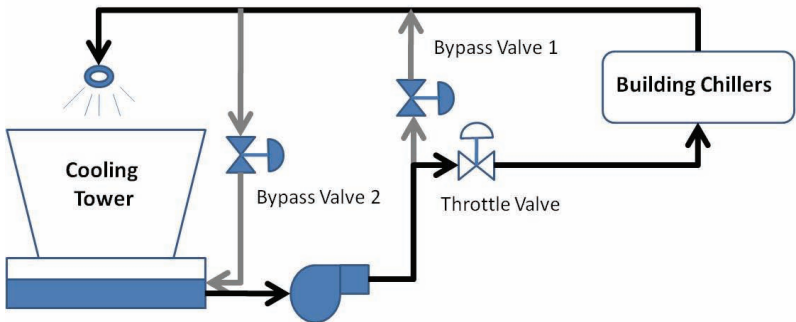 Bypass Valve 1
Building Chillers
Cooling
Tower
Bypass Valve 2
Throttle Valve